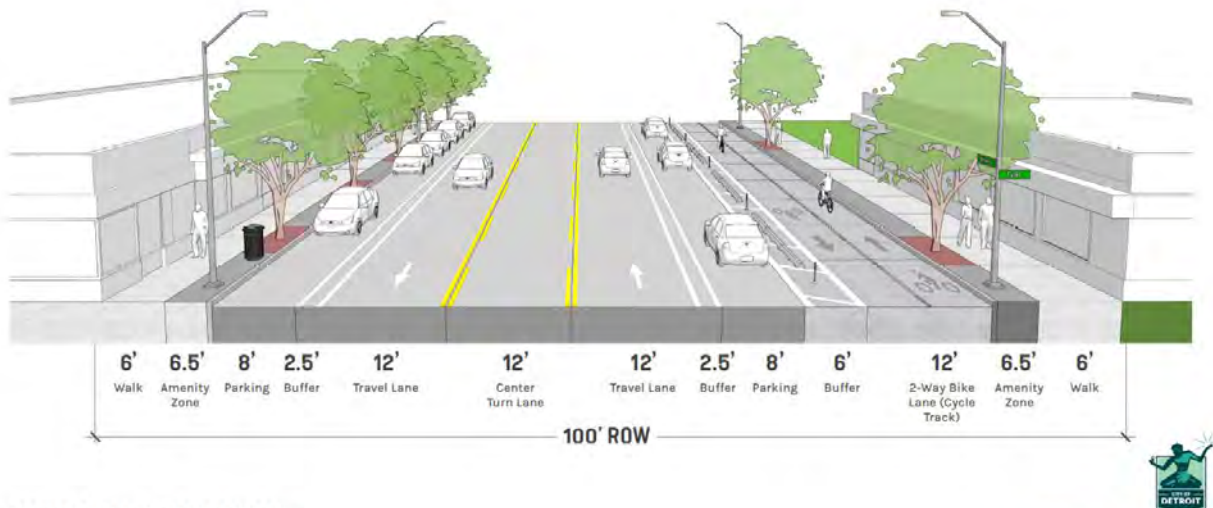 6' 6.5' 8' 2.5' 12' 12' 12' 2.5' 8' 6' 12' 6.5' 6'
Walk Amenity Parking Buffer Travel Lane Center Travel Lane Buffer Parking Buffer 2-Way Bike Amenity Walk
Zone Turn Lane Lane (Cycle Zone
Track)
100' ROW
CITY OF
DETROIT